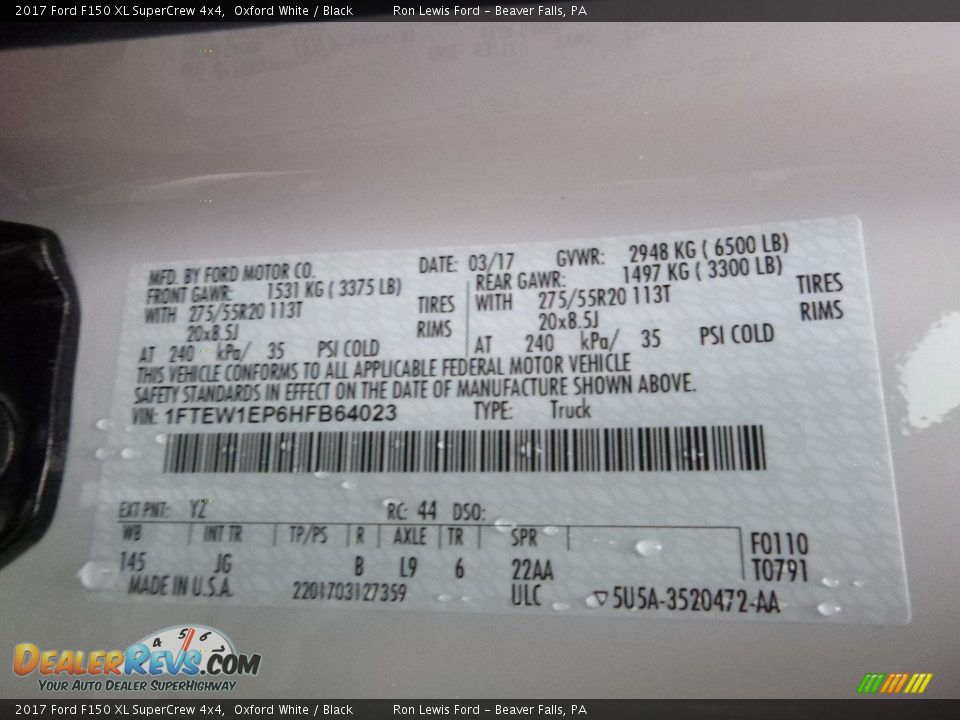 2017 Ford F150 XL SuperCrew 4x4, Oxford White / Black Ron Lewis Ford - Beaver Falls, PA
MFD. BY FORD MOTOR CO. DATE: 03/17 GVWR: 2948 KG ( 6500 LB)
FRONT GAWR: 1531 KG ( 3375 LB) REAR GAWR: 1497 KG ( 3300 LB)
WITH 275/55R20 113T TIRES WITH 275/55R20 113T TIRES
20x8.5J RIMS 20x8.5J RIMS
AT 240 kPa/ 35 PSI COLD AT 240 kPa/ 35 PSI COLD
THIS VEHICLE CONFORMS TO ALL APPLICABLE FEDERAL MOTOR VEHICLE
SAFETY STANDARDS IN EFFECT ON THE DATE OF MANUFACTURE SHOWN ABOVE.
VIN: 1FTEW1EP6HFB64023 TYPE: Truck
EXT PNT: YZ RC: 44 DSO:
WB INT TR TP/PS R AXLE TR SPR F0110
145 JG B L9 6 22AA T0791
MADE IN U.S.A. 2201703127359 ULC ▽5U5A-3520472-AA
4 5 6 7
DEALERREVS.COM
YOUR AUTO DEALER SUPERHIGHWAY
2017 Ford F150 XL SuperCrew 4x4, Oxford White / Black Ron Lewis Ford - Beaver Falls, PA